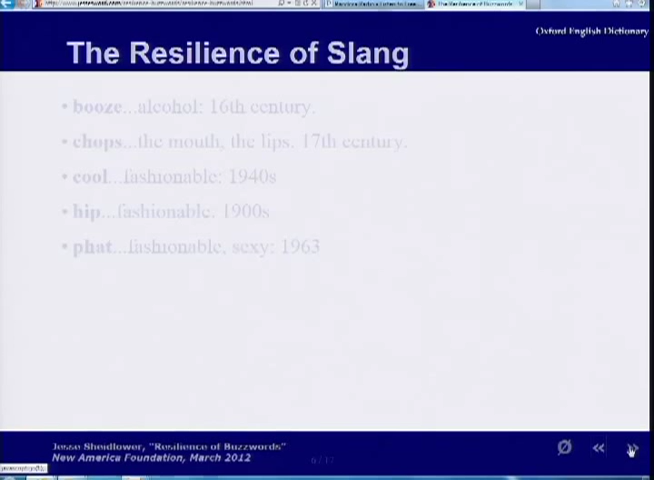 Oxford English Dictionary
The Resilience of Slang
• booze...alcohol: 16th century.
• chops...the mouth, the lips: 17th century.
• cool...fashionable: 1940s
• hip...fashionable: 1900s
• phat...fashionable, sexy: 1963
Jesse Sheidlower, "Resilience of Buzzwords"
New America Foundation, March 2012